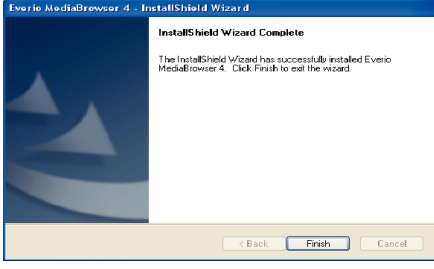 Everio MediaBrowser 4 - InstallShield Wizard
InstallShield Wizard Complete
The InstallShield Wizard has successfully installed Everio
MediaBrowser 4. Click Finish to exit the wizard.
< Back Finish Cancel